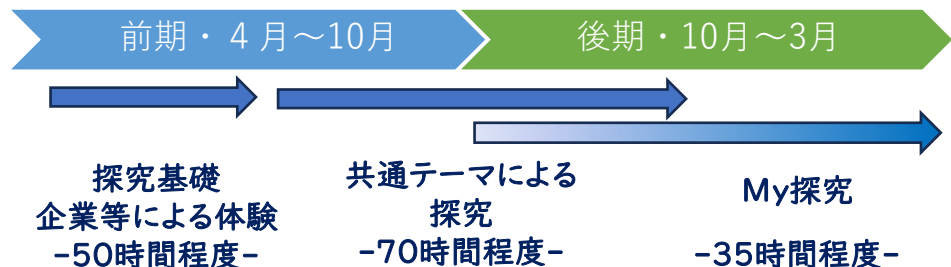 前期・４月～10月
後期・10月～3月
探究基礎
企業等による体験
-50時間程度-
共通テーマによる
探究
-70時間程度-
My探究
-35時間程度-